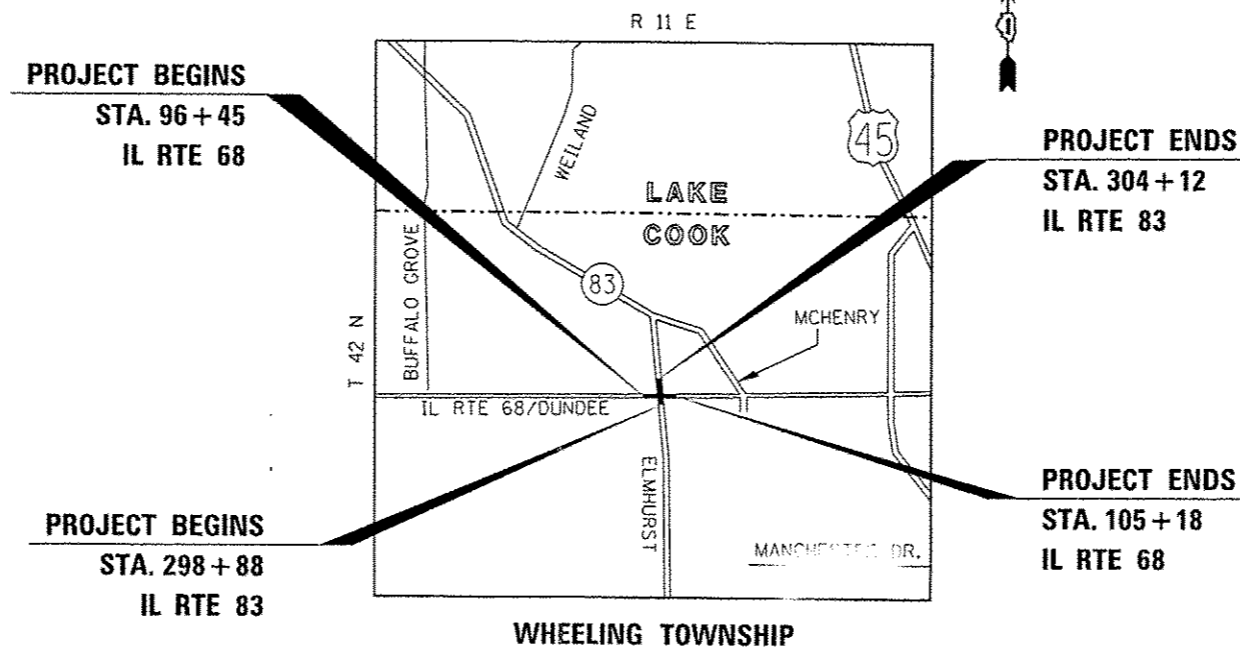 R 11 E
PROJECT BEGINS
STA. 96+45
IL RTE 68
PROJECT ENDS
STA. 304+12
IL RTE 83
45
WEILAND
LAKE
COOK
BUFFALO GROVE
83
T 42 N
MCHENRY
IL RTE 68/DUNDEE
ELMHURST
PROJECT BEGINS
STA. 298+88
IL RTE 83
PROJECT ENDS
STA. 105+18
IL RTE 68
MANCHESTER DR.
WHEELING TOWNSHIP